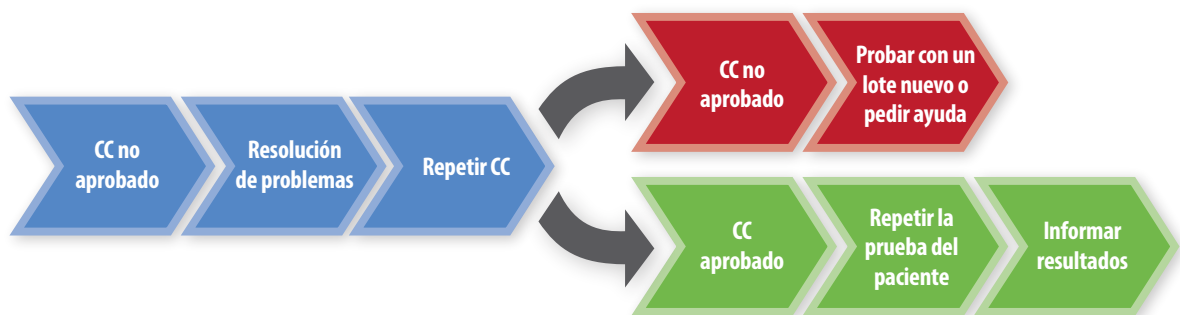 CC no
aprobado
Resolución
de problemas
Repetir CC
CC no
aprobado
Probar con un
lote nuevo o
pedir ayuda
CC
aprobado
Repetir la
prueba del
paciente
Informar
resultados